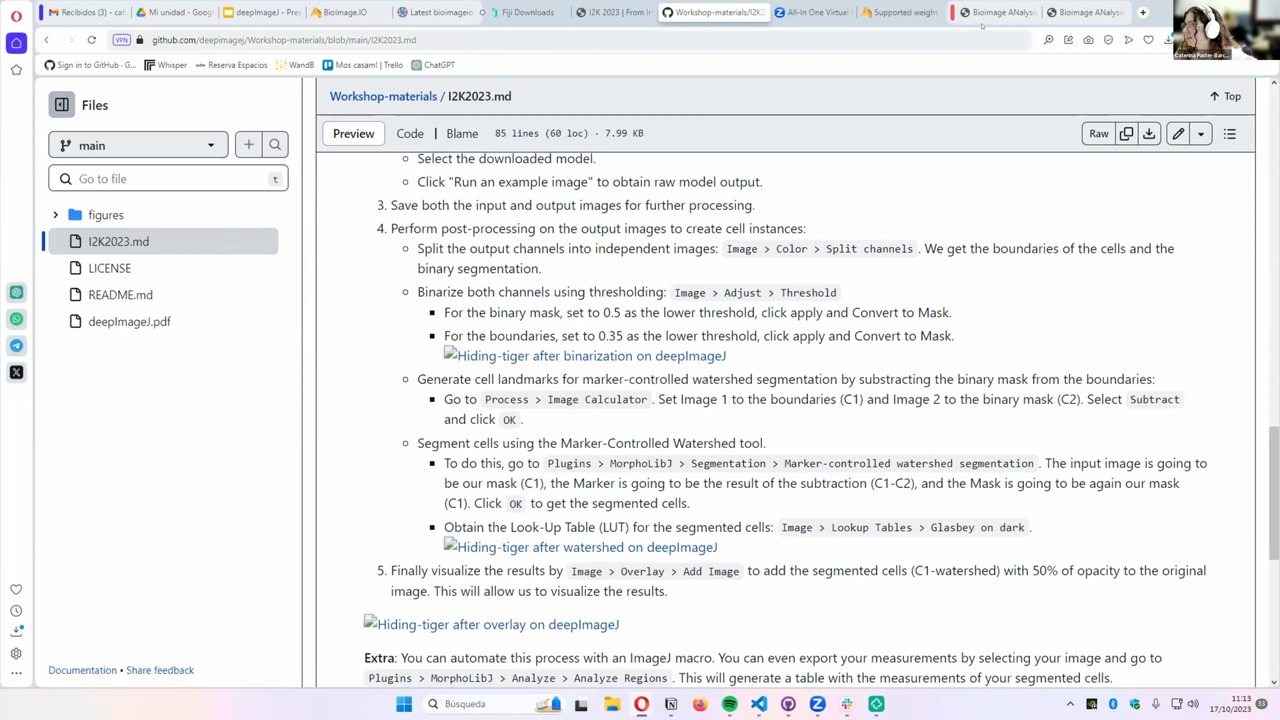 Recibidos (3) - em
Mi unidad - Goog
deepImageJ - Pres
BioImage.IO
Latest bioimageio
Fiji Downloads
I2K 2023 | From Im
Workshop-materials/I2K2
All-In One Virtual
Supported weight
Bioimage ANalysis
Bioimage ANalysis
VPN
github.com/deepimagej/Workshop-materials/blob/main/I2K2023.md
Sign in to GitHub · G...
Whisper
Reserva Espacios
WandB
Mos casam! | Trello
ChatGPT
Files
Workshop-materials / I2K2023.md
Top
main
Preview
Code
Blame
85 lines (60 loc) · 7.99 KB
Raw
Go to file
t
figures
I2K2023.md
LICENSE
README.md
deepImageJ.pdf
Select the downloaded model.
Click "Run an example image" to obtain raw model output.
3. Save both the input and output images for further processing.
4. Perform post-processing on the output images to create cell instances:
Split the output channels into independent images: Image > Color > Split channels . We get the boundaries of the cells and the
binary segmentation.
Binarize both channels using thresholding: Image > Adjust > Threshold
For the binary mask, set to 0.5 as the lower threshold, click apply and Convert to Mask.
For the boundaries, set to 0.35 as the lower threshold, click apply and Convert to Mask.
Hiding-tiger after binarization on deepImageJ
Generate cell landmarks for marker-controlled watershed segmentation by substracting the binary mask from the boundaries:
Go to Process > Image Calculator . Set Image 1 to the boundaries (C1) and Image 2 to the binary mask (C2). Select Subtract
and click OK .
Segment cells using the Marker-Controlled Watershed tool.
To do this, go to Plugins > MorphoLibJ > Segmentation > Marker-controlled watershed segmentation . The input image is going to
be our mask (C1), the Marker is going to be the result of the subtraction (C1-C2), and the Mask is going to be again our mask
(C1). Click OK to get the segmented cells.
Obtain the Look-Up Table (LUT) for the segmented cells: Image > Lookup Tables > Glasbey on dark .
Hiding-tiger after watershed on deepImageJ
5. Finally visualize the results by Image > Overlay > Add Image to add the segmented cells (C1-watershed) with 50% of opacity to the original
image. This will allow us to visualize the results.
Hiding-tiger after overlay on deepImageJ
Extra: You can automate this process with an ImageJ macro. You can even export your measurements by selecting your image and go to
Plugins > MorphoLibJ > Analyze > Analyze Regions . This will generate a table with the measurements of your segmented cells.
Documentation • Share feedback
Búsqueda
11:13
17/10/2023
33